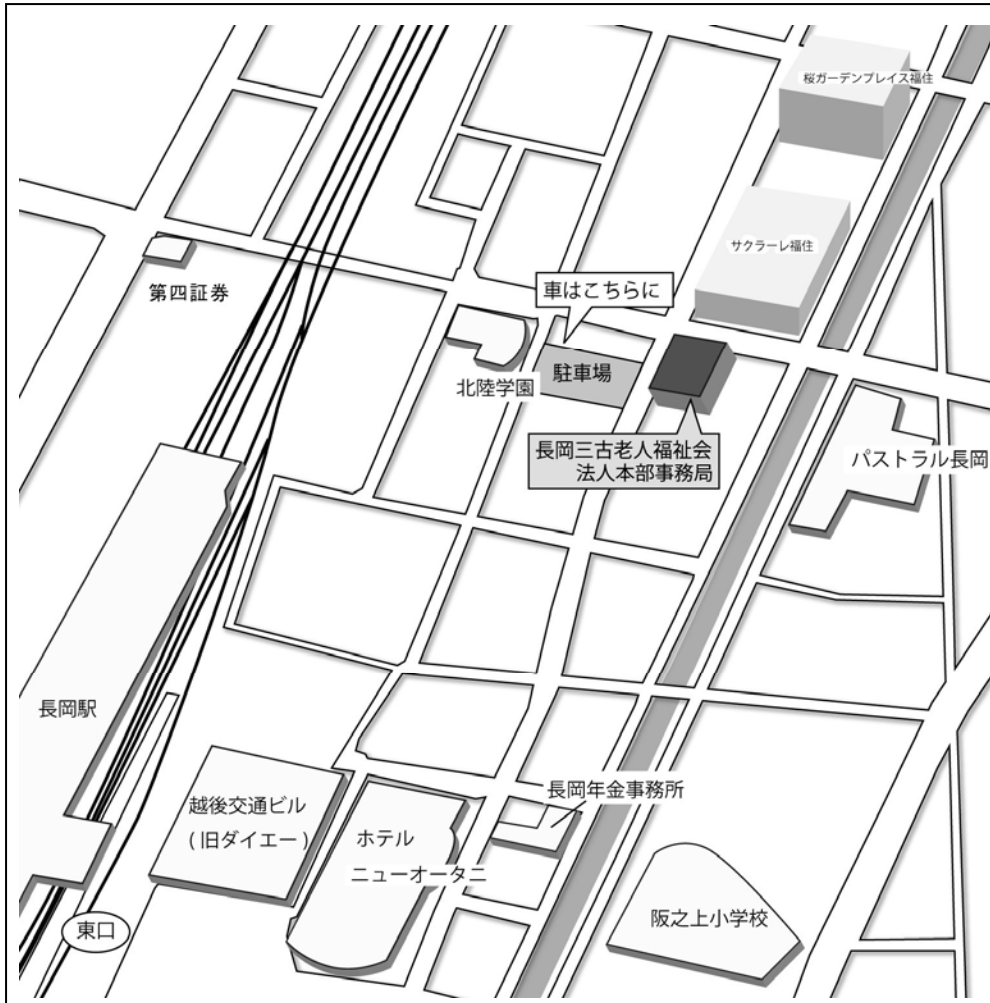 桜ガーデンプレイス福住
サクラーレ福住
第四証券
車はこちらに
駐車場
北陸学園
長岡三古老人福祉会
法人本部事務局
パストラル長岡
長岡駅
長岡年金事務所
越後交通ビル
(旧ダイエー)
ホテル
ニューオータニ
阪之上小学校
東口